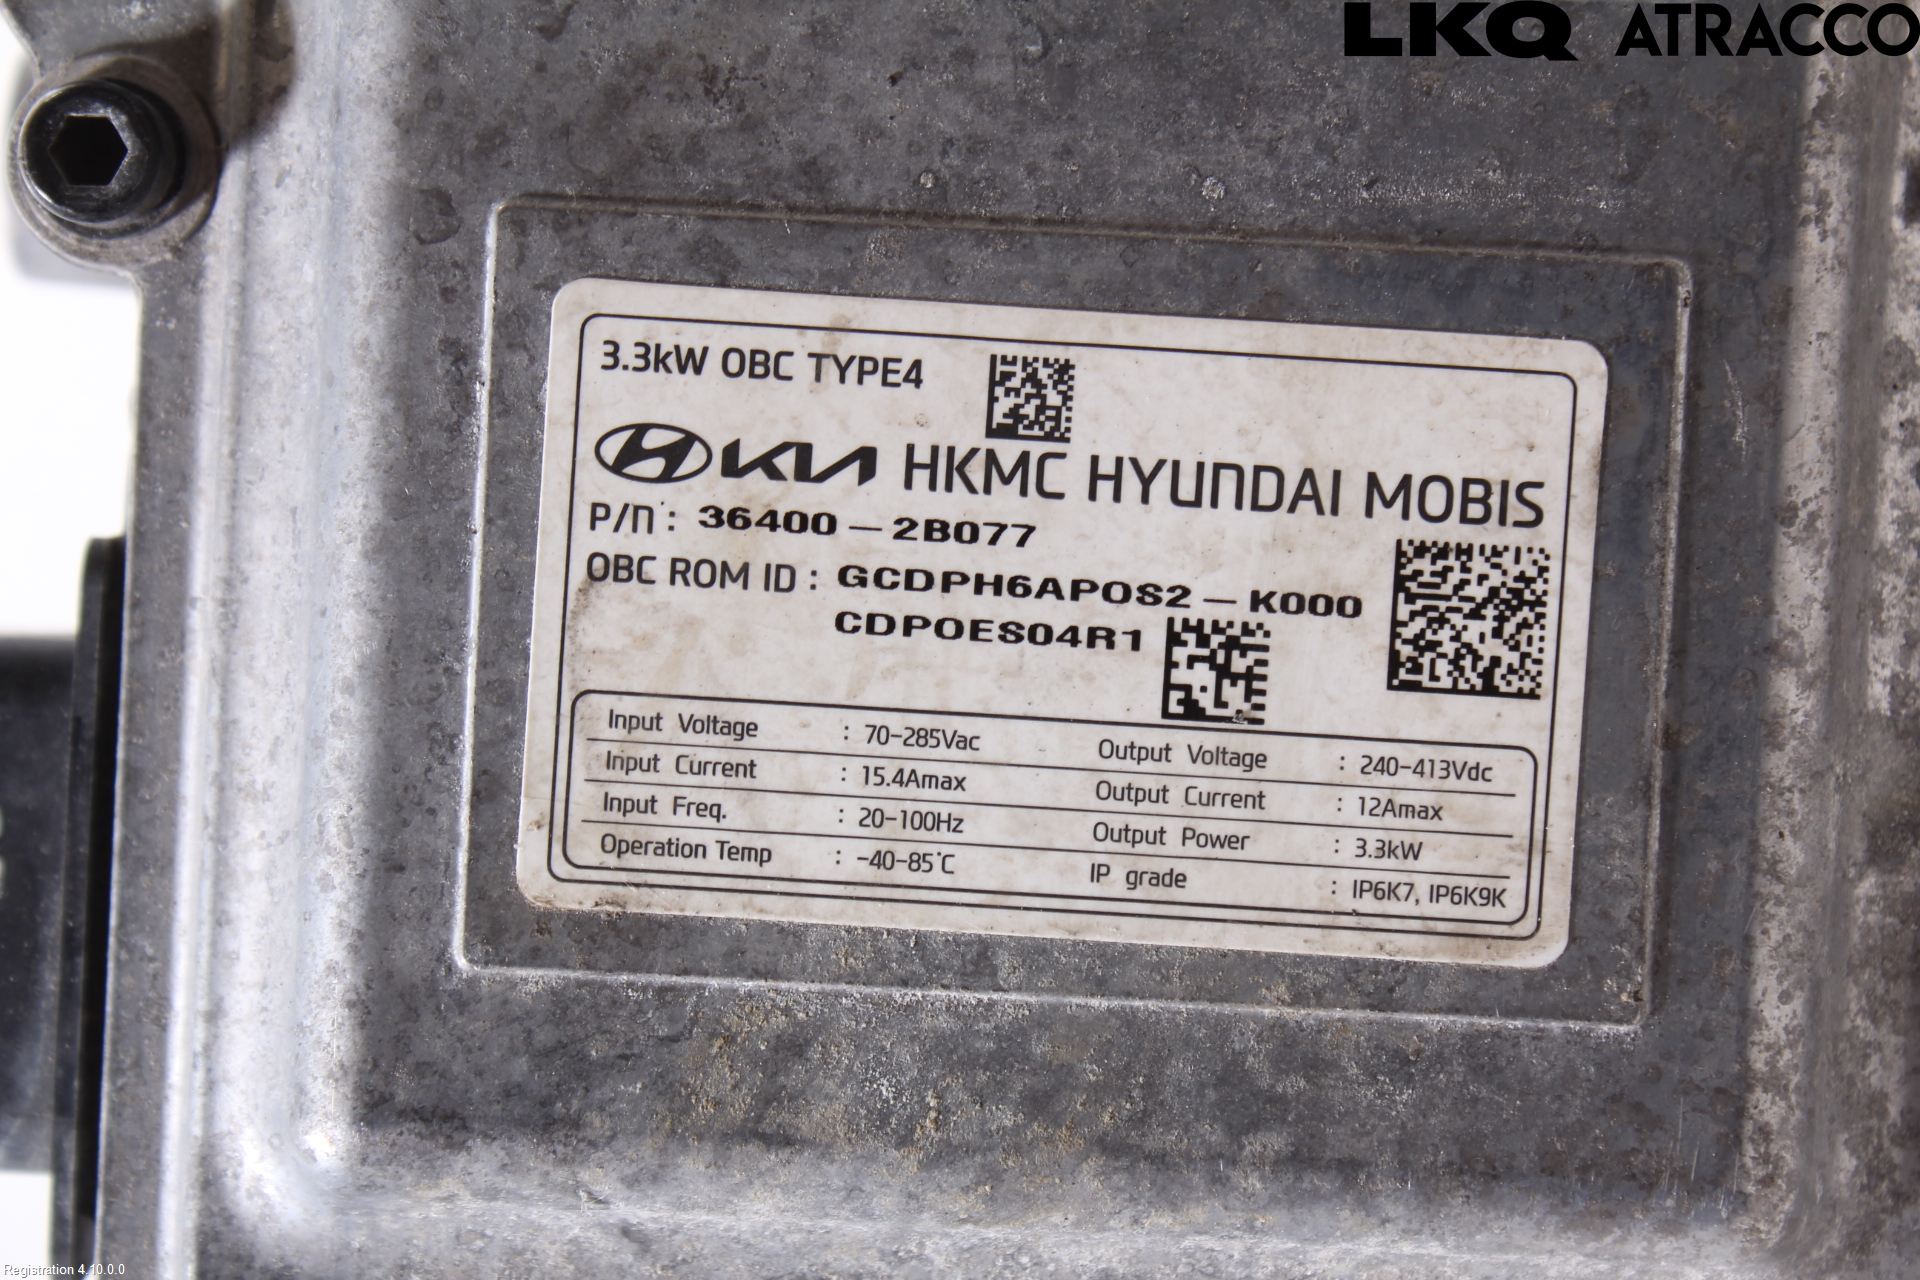 LKQ ATRACCO
3.3kW OBC TYPE4
KIA HKMC HYUNDAI MOBIS
P/N : 36400 - 2B077
OBC ROM ID : GCDPH6APOS2 - K000
CDPOES04R1
Input Voltage : 70-285Vac Output Voltage : 240-413Vdc
Input Current : 15.4Amax Output Current : 12Amax
Input Freq. : 20-100Hz Output Power : 3.3kW
Operation Temp : -40-85°C IP grade : IP6K7, IP6K9K
Registration 4.10.0.0